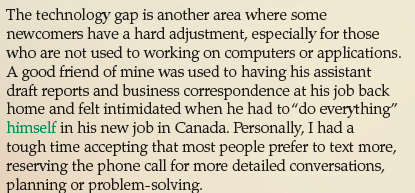 The technology gap is another area where some
newcomers have a hard adjustment, especially for those
who are not used to working on computers or applications.
A good friend of mine was used to having his assistant
draft reports and business correspondence at his job back
home and felt intimidated when he had to “do everything”
himself in his new job in Canada. Personally, I had a
tough time accepting that most people prefer to text more,
reserving the phone call for more detailed conversations,
planning or problem-solving.